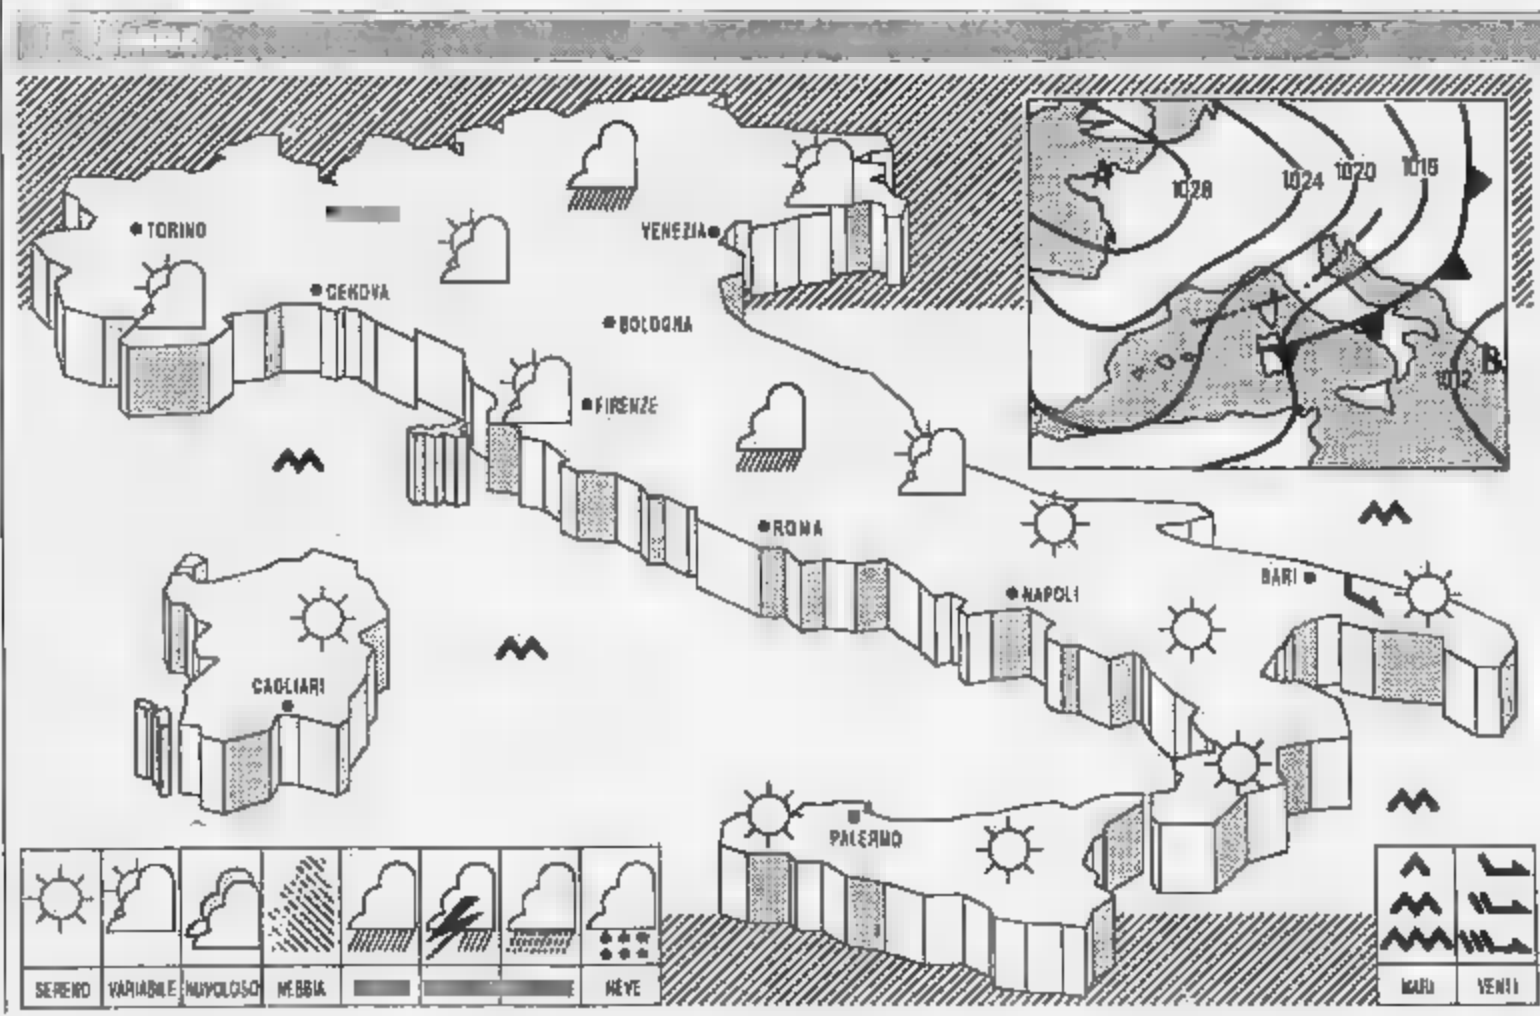 1028
1024
1020
1016
TORINO
VENEZIA
GENOVA
BOLOGNA
B
1012
FIRENZE
ROMA
BARI
NAPOLI
CAGLIARI
PALERMO
SERENO
VARIABILE
NUVOLOSO
NEBBIA
NEVE
MARI
VENTI